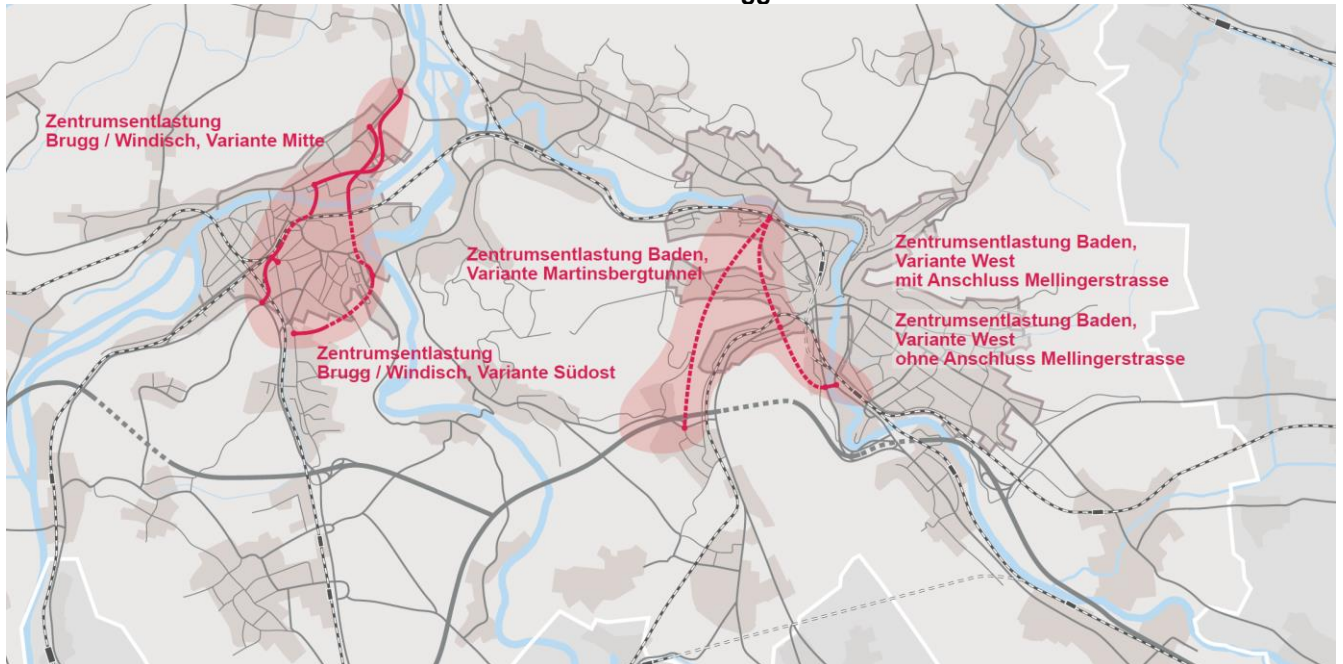 gg
Zentrumsentlastung
Brugg / Windisch, Variante Mitte
Zentrumsentlastung Baden,
Variante Martinsbergtunnel
Zentrumsentlastung Baden,
Variante West
mit Anschluss Mellingerstrasse
Zentrumsentlastung Baden,
Variante West
ohne Anschluss Mellingerstrasse
Zentrumsentlastung
Brugg / Windisch, Variante Südost